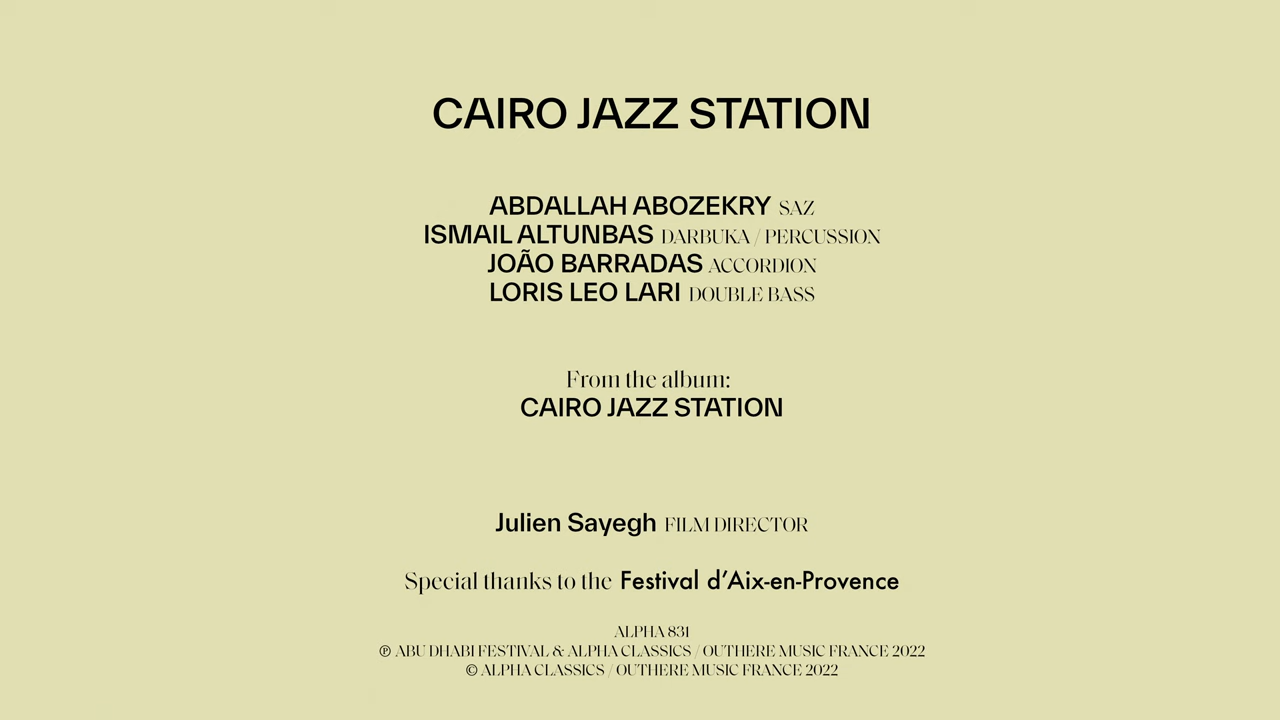 CAIRO JAZZ STATION
ABDALLAH ABOZEKRY SAZ
ISMAIL ALTUNBAS DARBUKA / PERCUSSION
JOÃO BARRADAS ACCORDION
LORIS LEO LARI DOUBLE BASS
From the album:
CAIRO JAZZ STATION
Julien Sayegh FILM DIRECTOR
Special thanks to the Festival d’Aix-en-Provence
ALPHA 831
℗ ABU DHABI FESTIVAL & ALPHA CLASSICS / OUTHERE MUSIC FRANCE 2022
© ALPHA CLASSICS / OUTHERE MUSIC FRANCE 2022